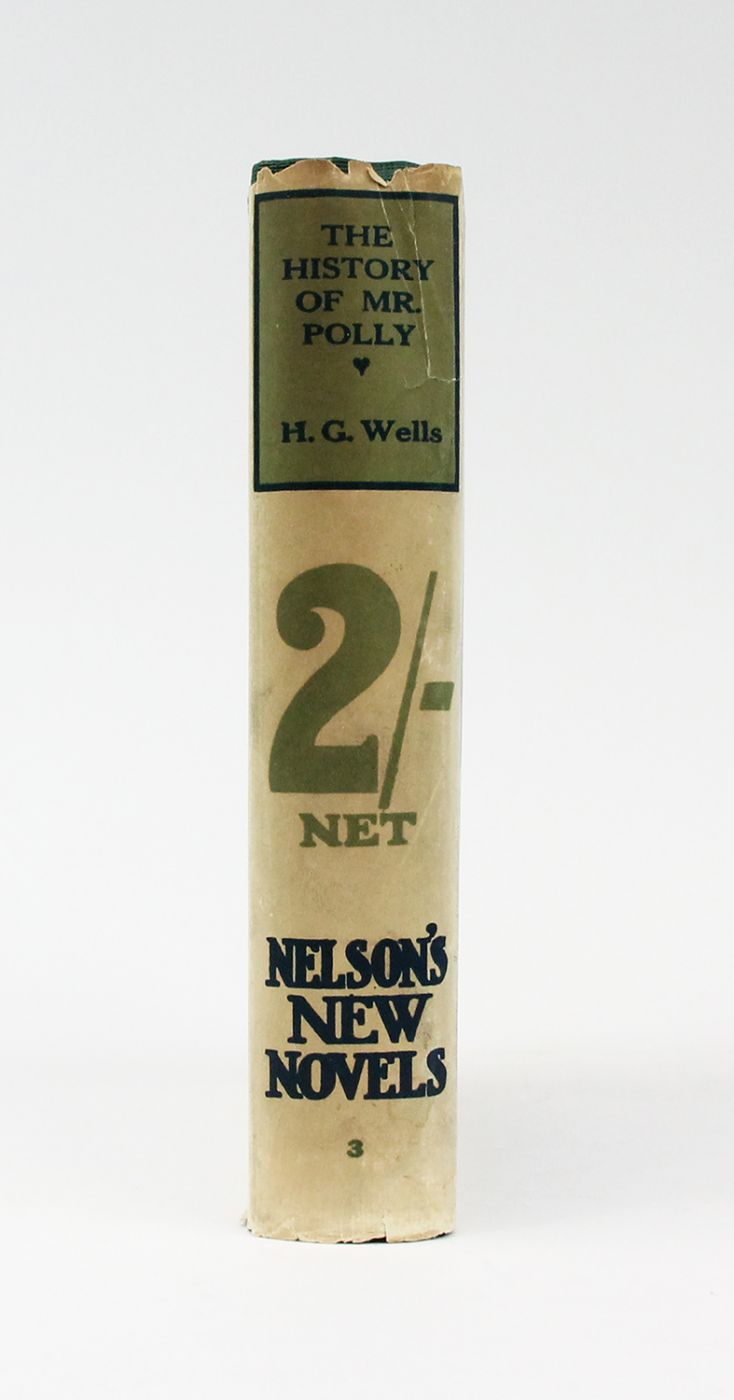 THE
HISTORY
OF MR.
POLLY
H. G. Wells
2/-
NET
NELSON'S
NEW
NOVELS
3